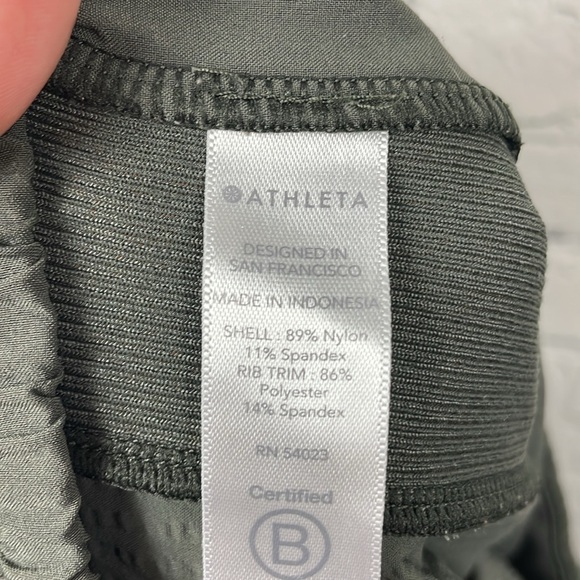 ATHLETA
DESIGNED IN
SAN FRANCISCO
MADE IN INDONESIA
SHELL : 89% Nylon
11% Spandex
RIB TRIM : 86%
Polyester
14% Spandex
RN 54023
Certified
B